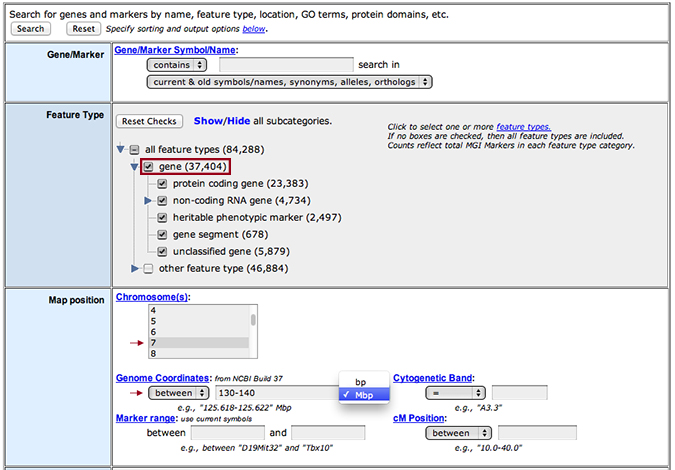 Search for genes and markers by name, feature type, location, GO terms, protein domains, etc.
Search Reset Specify sorting and output options below.
Gene/Marker
Gene/Marker Symbol/Name:
contains search in
current & old symbols/names, synonyms, alleles, orthologs
Feature Type
Reset Checks Show/Hide all subcategories.
Click to select one or more feature types.
If no boxes are checked, then all feature types are included.
Counts reflect total MGI Markers in each feature type category.
all feature types (84,288)
gene (37,404)
protein coding gene (23,383)
non-coding RNA gene (4,734)
heritable phenotypic marker (2,497)
gene segment (678)
unclassified gene (5,879)
other feature type (46,884)
Map position
Chromosome(s):
4
5
6
7
8
Genome Coordinates: from NCBI Build 37
between 130-140
bp
✓ Mbp
e.g., "125.618-125.622" Mbp
Cytogenetic Band:
=
e.g., "A3.3"
Marker range: use current symbols
between and
e.g., between "D19Mit32" and "Tbx10"
cM Position:
between
e.g., "10.0-40.0"